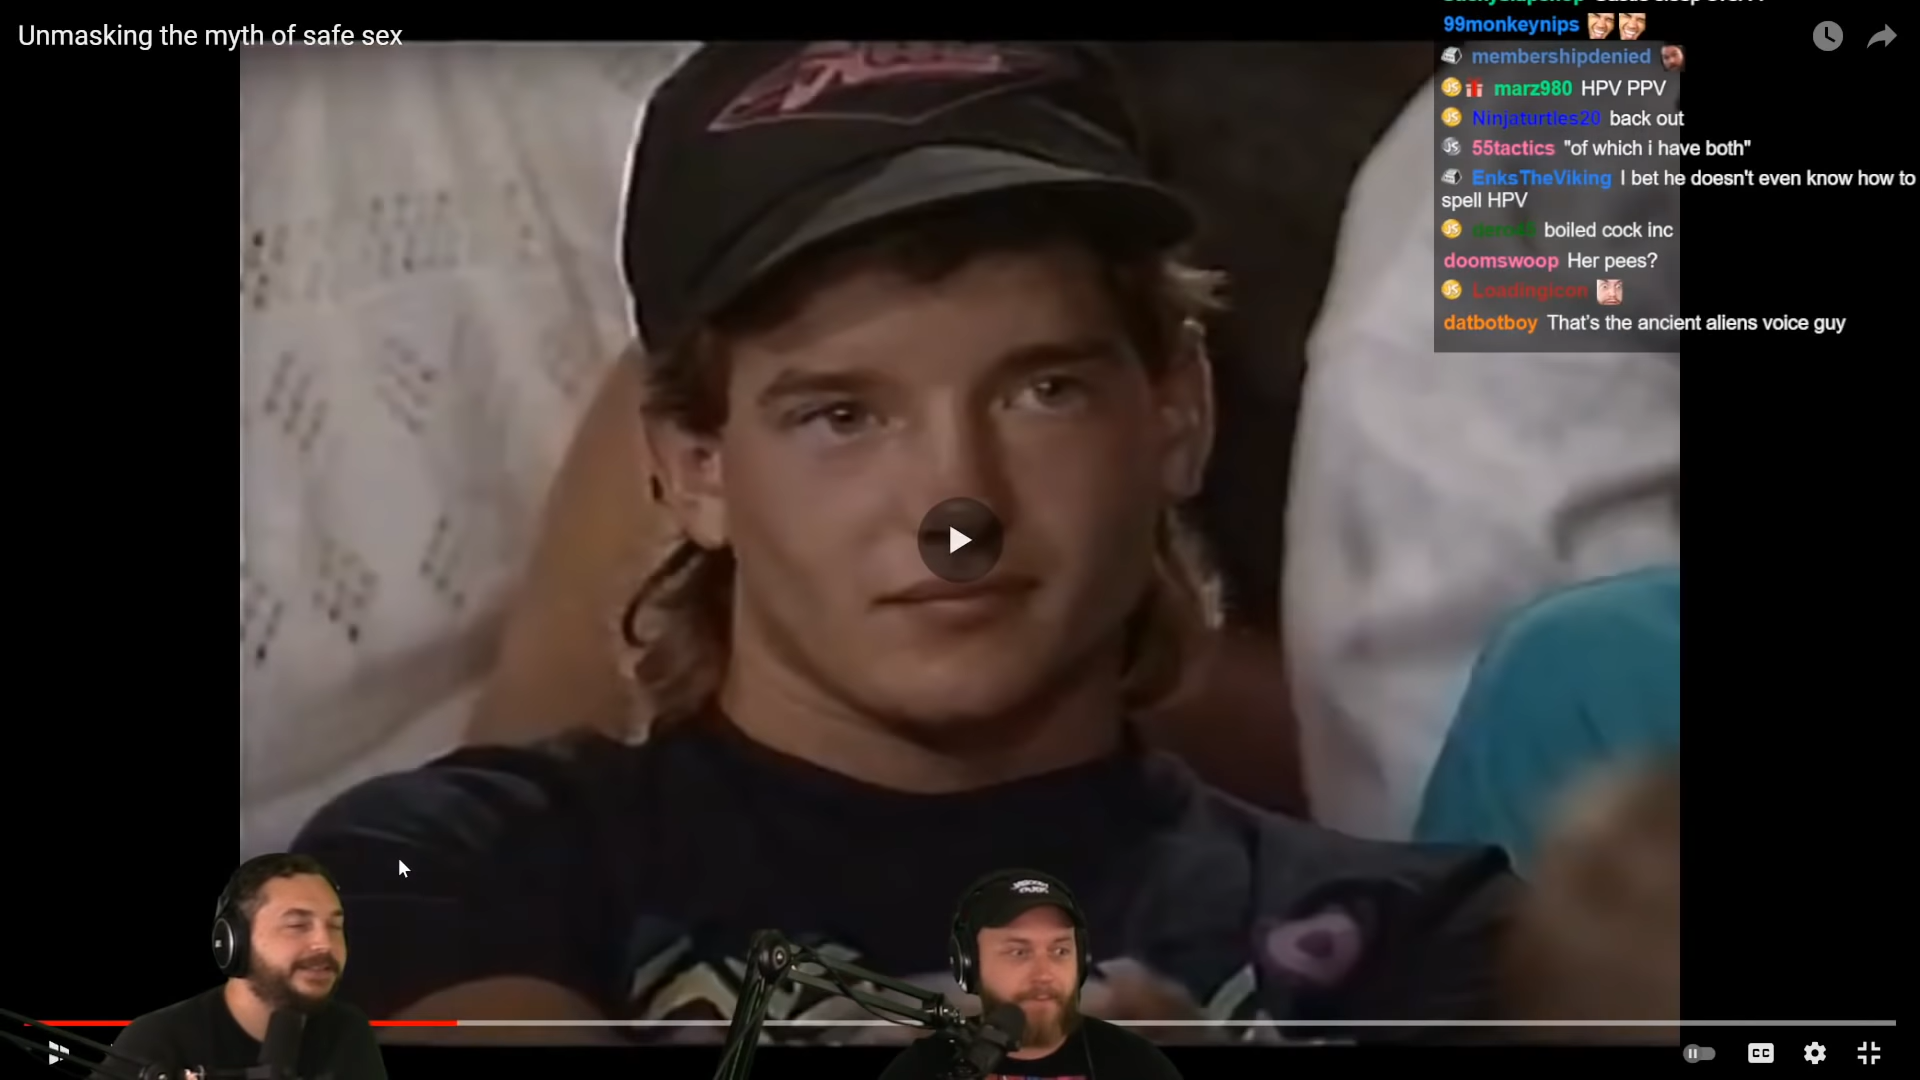 Unmasking the myth of safe sex
99monkeynips
membershipdenied
marz980 HPV PPV
Ninjaturtles20 back out
55tactics "of which i have both"
EnksTheViking I bet he doesn't even know how to
spell HPV
boiled cock inc
doomswoop Her pees?
Loadingicon
datbotboy That's the ancient aliens voice guy
CC